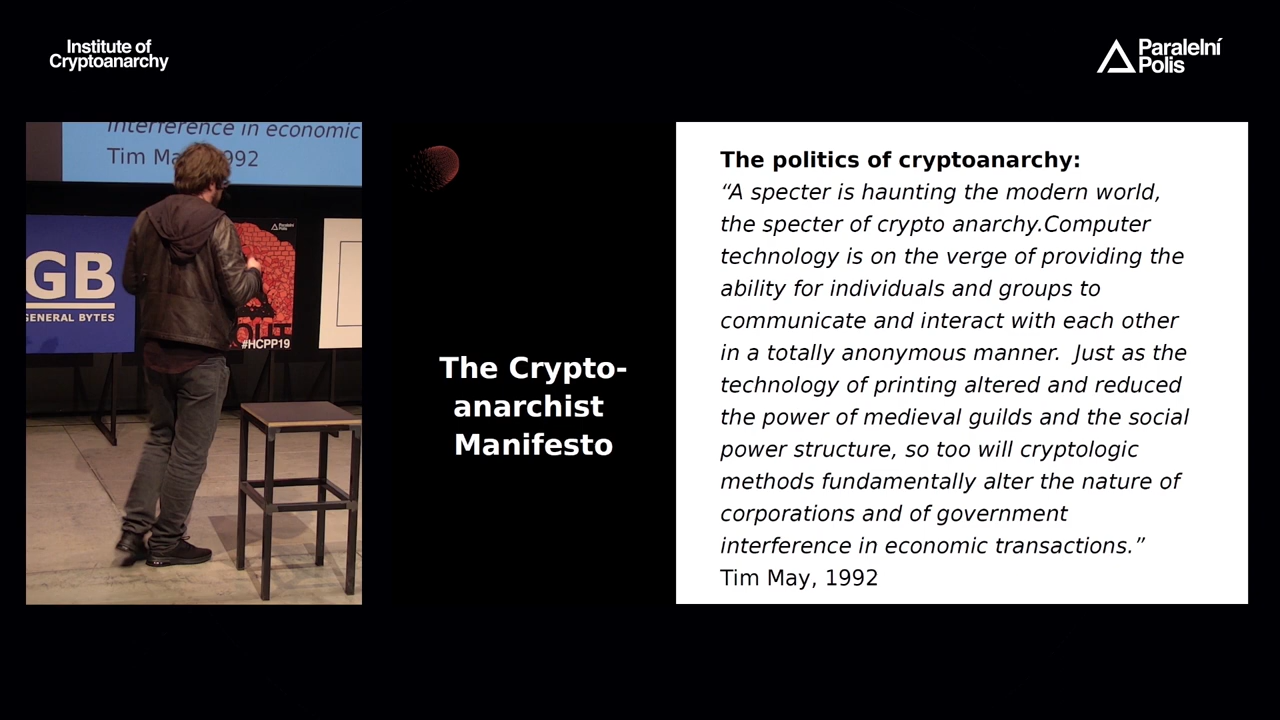 Institute of
Cryptoanarchy
Paralelní
Polis
interference in economic
Tim Ma 992
GB
GENERAL BYTES
Paralelní
Polis
OUT
#HCPP19
The Crypto-
anarchist
Manifesto
The politics of cryptoanarchy:
“A specter is haunting the modern world,
the specter of crypto anarchy.Computer
technology is on the verge of providing the
ability for individuals and groups to
communicate and interact with each other
in a totally anonymous manner.  Just as the
technology of printing altered and reduced
the power of medieval guilds and the social
power structure, so too will cryptologic
methods fundamentally alter the nature of
corporations and of government
interference in economic transactions.”
Tim May, 1992